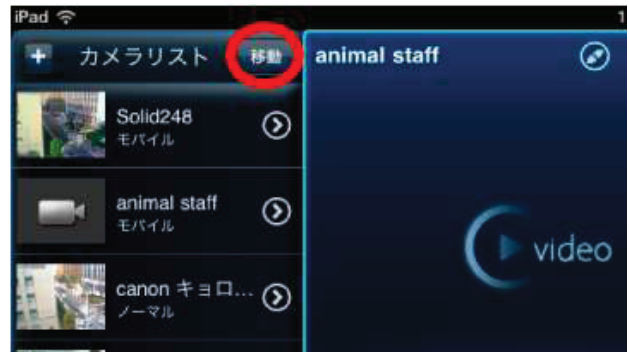 iPad
1
+ カメラリスト 移動
animal staff
Solid248
モバイル
animal staff
モバイル
canon キョロ...
ノーマル
video